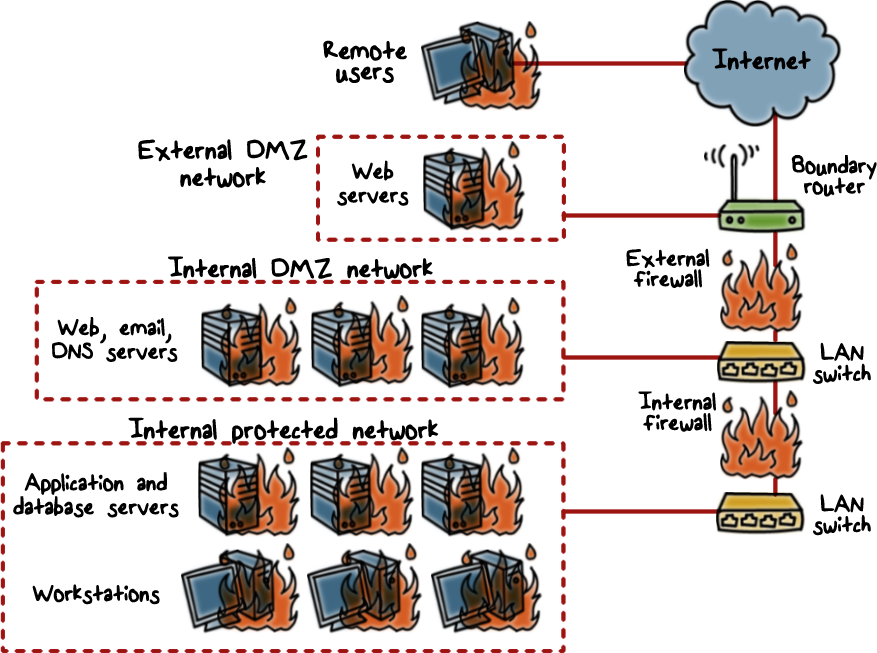 Remote
users
Internet
External DMZ
network
Web
servers
Boundary
router
Internal DMZ network
External
firewall
Web, email,
DNS servers
LAN
switch
Internal
firewall
Internal protected network
Application and
database servers
LAN
switch
Workstations